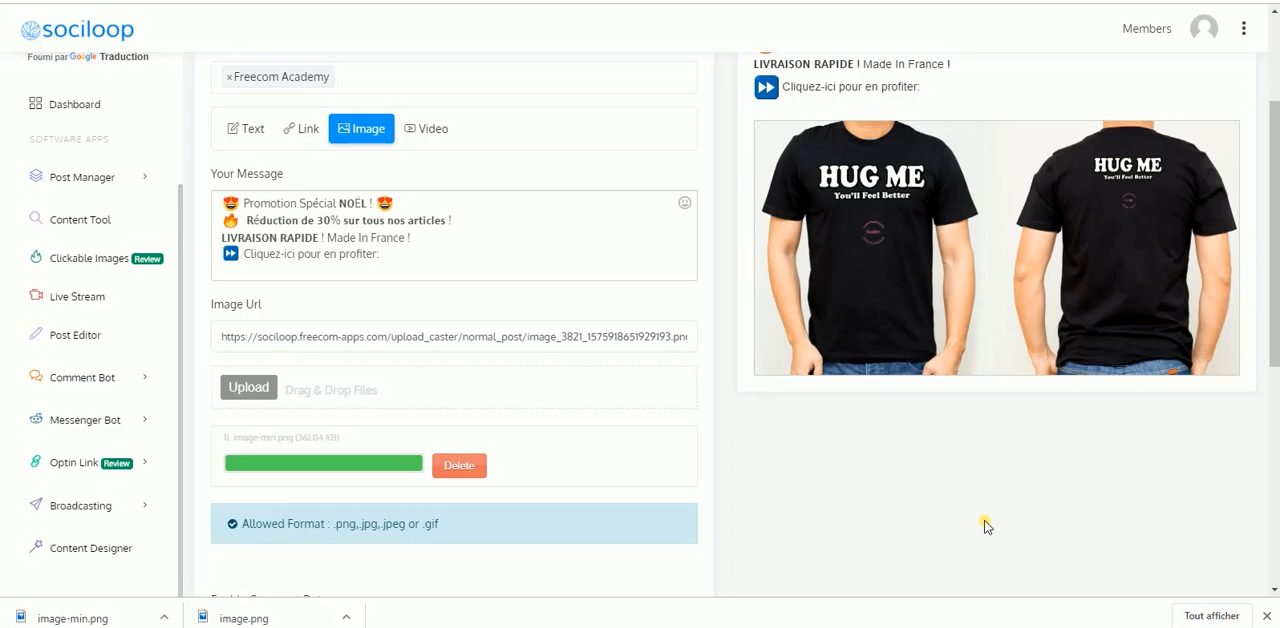 sociloop
Members
Fourni par Google Traduction
Dashboard
SOFTWARE APPS
Post Manager
Content Tool
Clickable Images Review
Live Stream
Post Editor
Comment Bot
Messenger Bot
Optin Link Review
Broadcasting
Content Designer
×Freecom Academy
Text Link Image Video
Your Message
Promotion Spécial NOËL !
Réduction de 30% sur tous nos articles !
LIVRAISON RAPIDE ! Made In France !
Cliquez-ici pour en profiter:
Image Url
https://sociloop.freecom-apps.com/upload_caster/normal_post/image_3821_1575918651929193.png
Upload Drag & Drop Files
1). image-min.png (361.04 KB)
Delete
Allowed Format : .png,.jpg,.jpeg or .gif
LIVRAISON RAPIDE ! Made In France !
Cliquez-ici pour en profiter:
HUG ME
You'll Feel Better
HUG ME
You'll Feel Better
image-min.png
image.png
Tout afficher